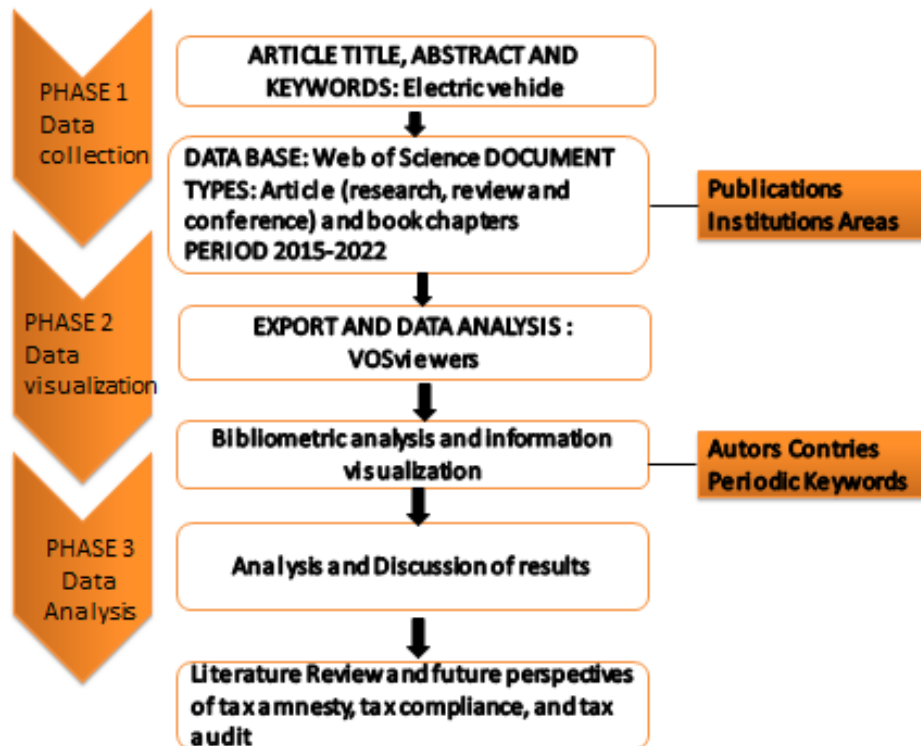 PHASE 1
Data
collection
ARTICLE TITLE, ABSTRACT AND
KEYWORDS: Electric vehide
DATA BASE: Web of Science DOCUMENT
TYPES: Article (research, review and
conference) and book chapters
PERIOD 2015-2022
Publications
Institutions Areas
PHASE 2
Data
visualization
EXPORT AND DATA ANALYSIS :
VOSviewers
Bibliometric analysis and information
visualization
Autors Contries
Periodic Keywords
PHASE 3
Data
Analysis
Analysis and Discussion of results
Literature Review and future perspectives
of tax amnesty, tax compliance, and tax
audit